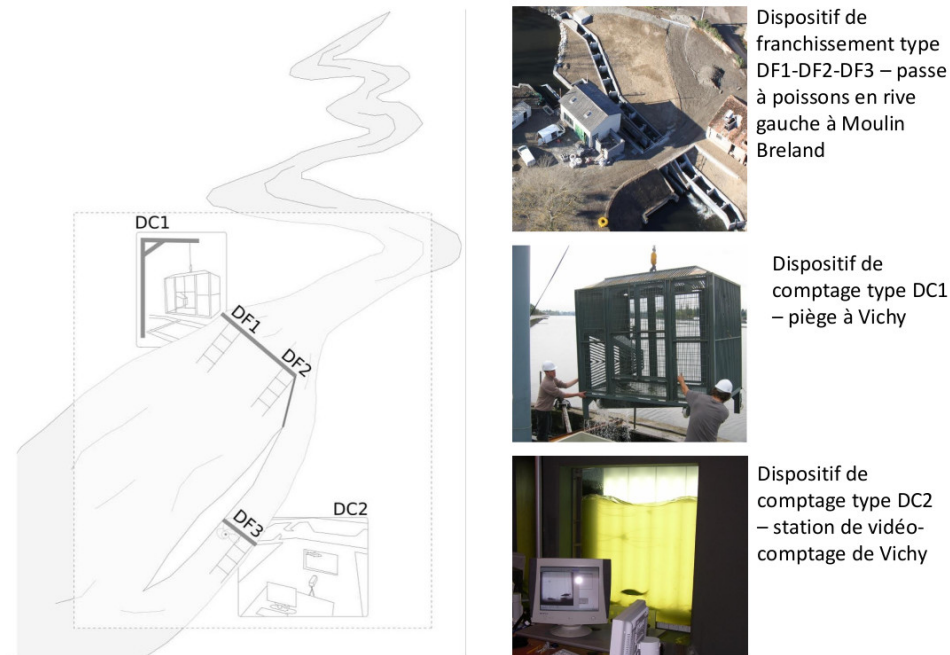 DC1
DF1
DF2
DF3
DC2
Dispositif de
franchissement type
DF1-DF2-DF3 – passe
à poissons en rive
gauche à Moulin
Breland
Dispositif de
comptage type DC1
– piège à Vichy
Dispositif de
comptage type DC2
– station de vidéo-
comptage de Vichy